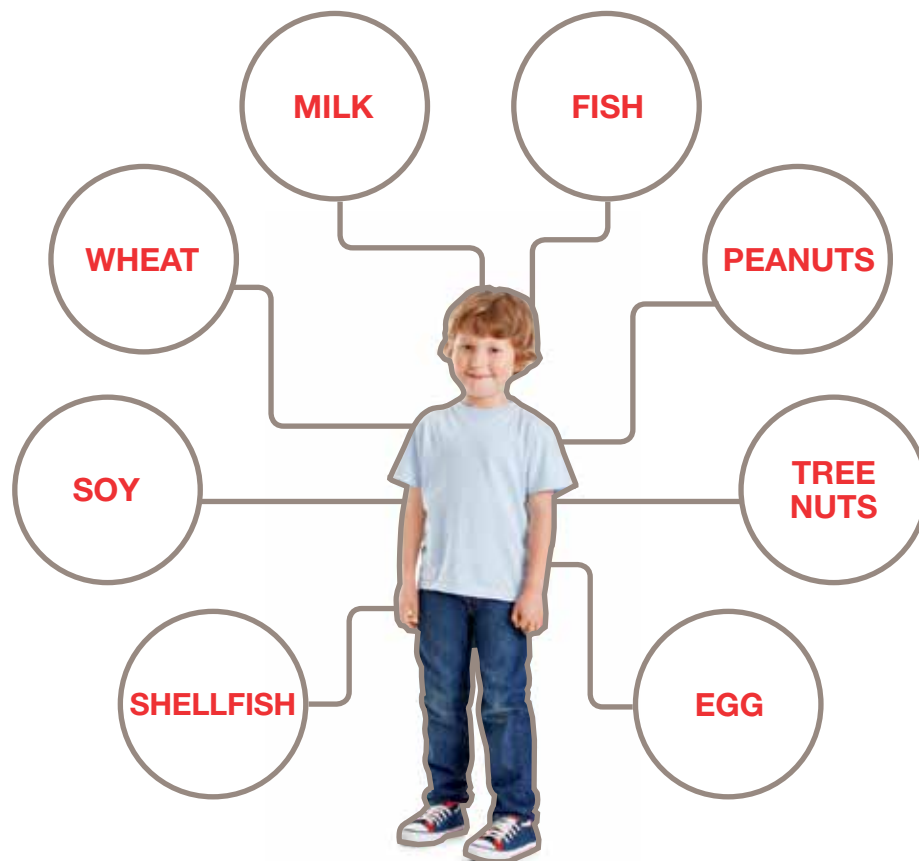 MILK
FISH
WHEAT
PEANUTS
SOY
TREE
NUTS
SHELLFISH
EGG